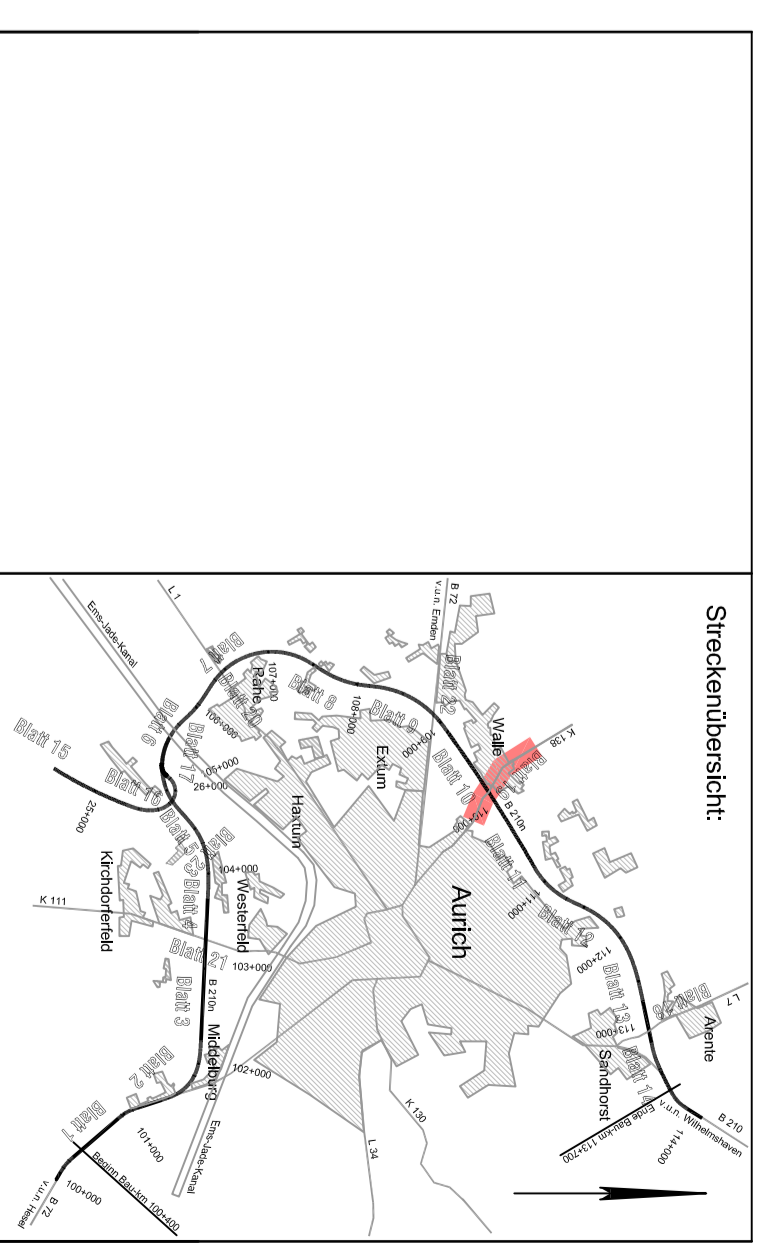 Streckenübersicht:
B 210
v.u.n. Wilhelmshaven
114+000
Ende Bau-km 113+700
Arente
L 7
Blatt 18
Blatt 14
Sandhorst
113+000
Blatt 13
112+000
Blatt 12
111+000
Blatt 11
B 210n
110+000
K 138
Walle
Blatt 10
109+000
Blatt 22
B 72
v.u.n. Emden
Blatt 9
108+000
Blatt 8
Extum
Aurich
107+000
Rahe
Blatt 7
Blatt 20
106+000
L 1
Ems-Jade-Kanal
Haxtum
105+000
26+000
Blatt 17
Blatt 6
Blatt 16
Blatt 15
25+000
Blatt 5
104+000
Westerfeld
Blatt 4
Kirchdorferfeld
K 111
Blatt 21
103+000
B 210n
Blatt 3
Middelburg
102+000
Blatt 2
101+000
Blatt 1
Ems-Jade-Kanal
K 130
L 34
Beginn Bau-km 100+400
100+000
B 72
v.u.n. Hesel